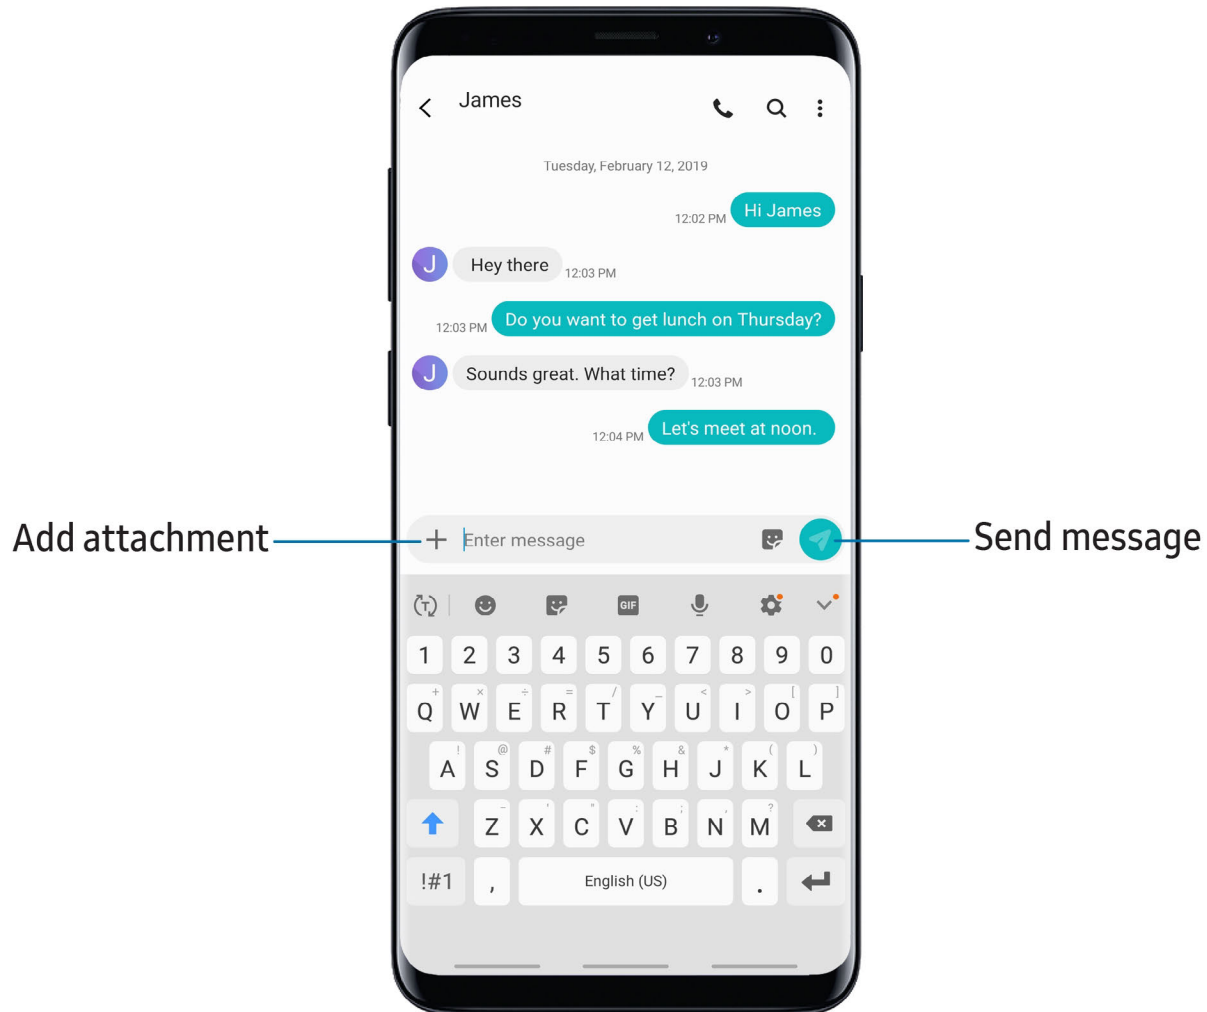 James
Tuesday, February 12, 2019
12:02 PM Hi James
J Hey there 12:03 PM
12:03 PM Do you want to get lunch on Thursday?
J Sounds great. What time? 12:03 PM
12:04 PM Let's meet at noon.
Add attachment + Enter message Send message
T GIF
1 2 3 4 5 6 7 8 9 0
+ × ÷ = / _ < > [ ]
Q W E R T Y U I O P
! @ # $ % & * ( )
A S D F G H J K L
- ' " : ; , ?
Z X C V B N M
!#1 , English (US) .